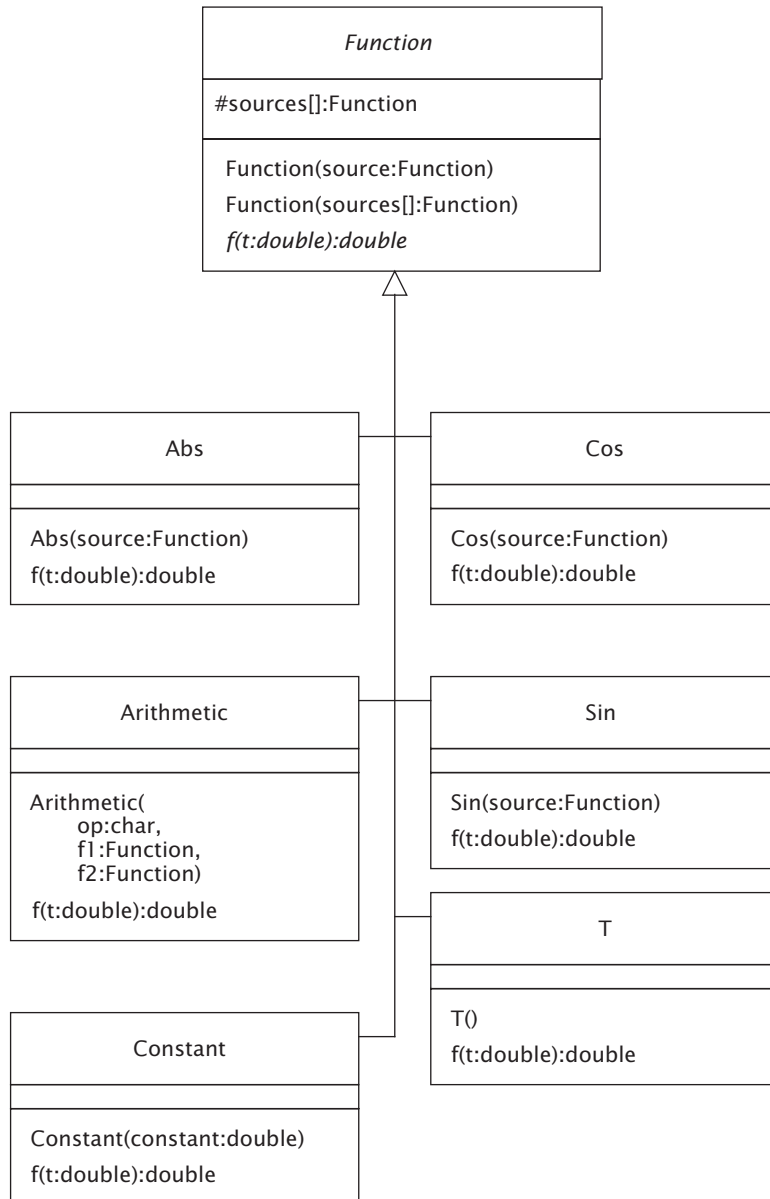 Function
#sources[]:Function
Function(source:Function)
Function(sources[]:Function)
f(t:double):double
Abs
Abs(source:Function)
f(t:double):double
Cos
Cos(source:Function)
f(t:double):double
Arithmetic
Arithmetic(
op:char,
f1:Function,
f2:Function)
f(t:double):double
Sin
Sin(source:Function)
f(t:double):double
T
T()
f(t:double):double
Constant
Constant(constant:double)
f(t:double):double